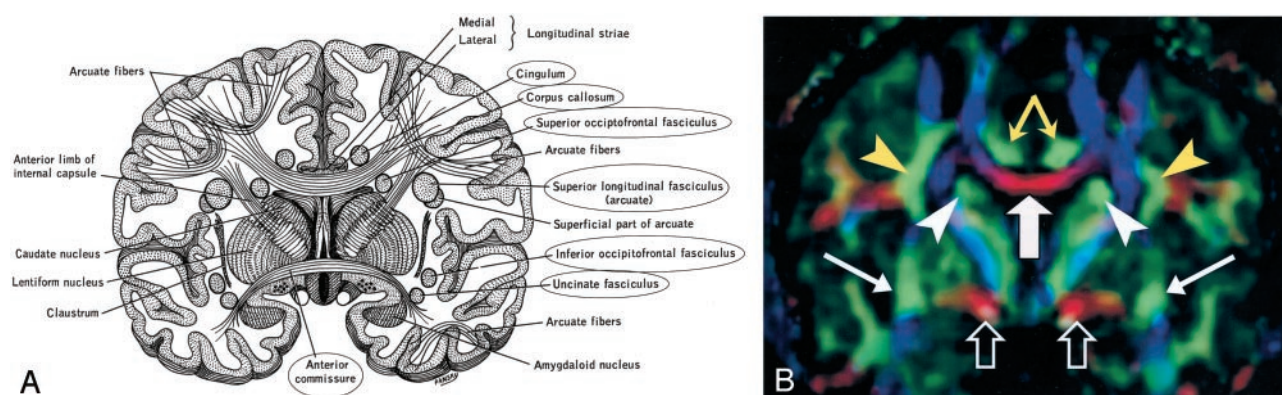 Medial
Lateral
Longitudinal striae
Arcuate fibers
Cingulum
Corpus callosum
Superior occiptofrontal fasciculus
Arcuate fibers
Anterior limb of
internal capsule
Superior longitudinal fasciculus
(arcuate)
Superficial part of arcuate
Caudate nucleus
Inferior occiptofrontal fasciculus
Lentiform nucleus
Uncinate fasciculus
Claustrum
Arcuate fibers
Anterior
commissure
Amygdaloid nucleus
A
B